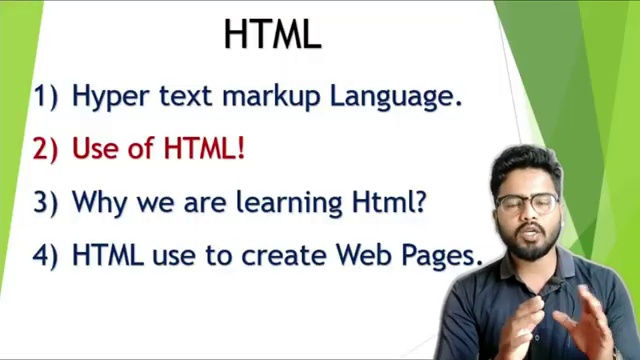 HTML
1) Hyper text markup Language.
2) Use of HTML!
3) Why we are learning Html?
4) HTML use to create Web Pages.